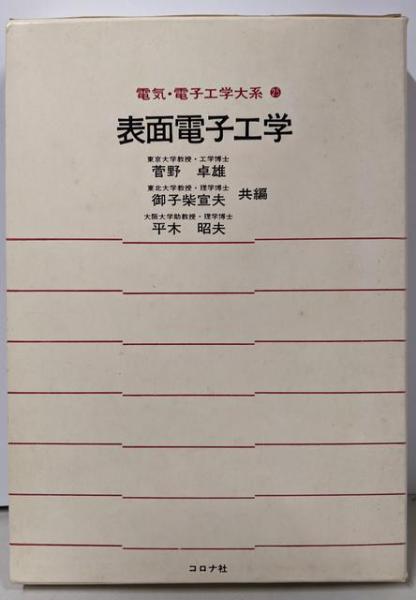 電気・電子工学大系 25
表面電子工学
東京大学教授・工学博士
菅野 卓雄
東北大学教授・理学博士
御子柴宣夫 共編
大阪大学助教授・理学博士
平木 昭夫
コロナ社